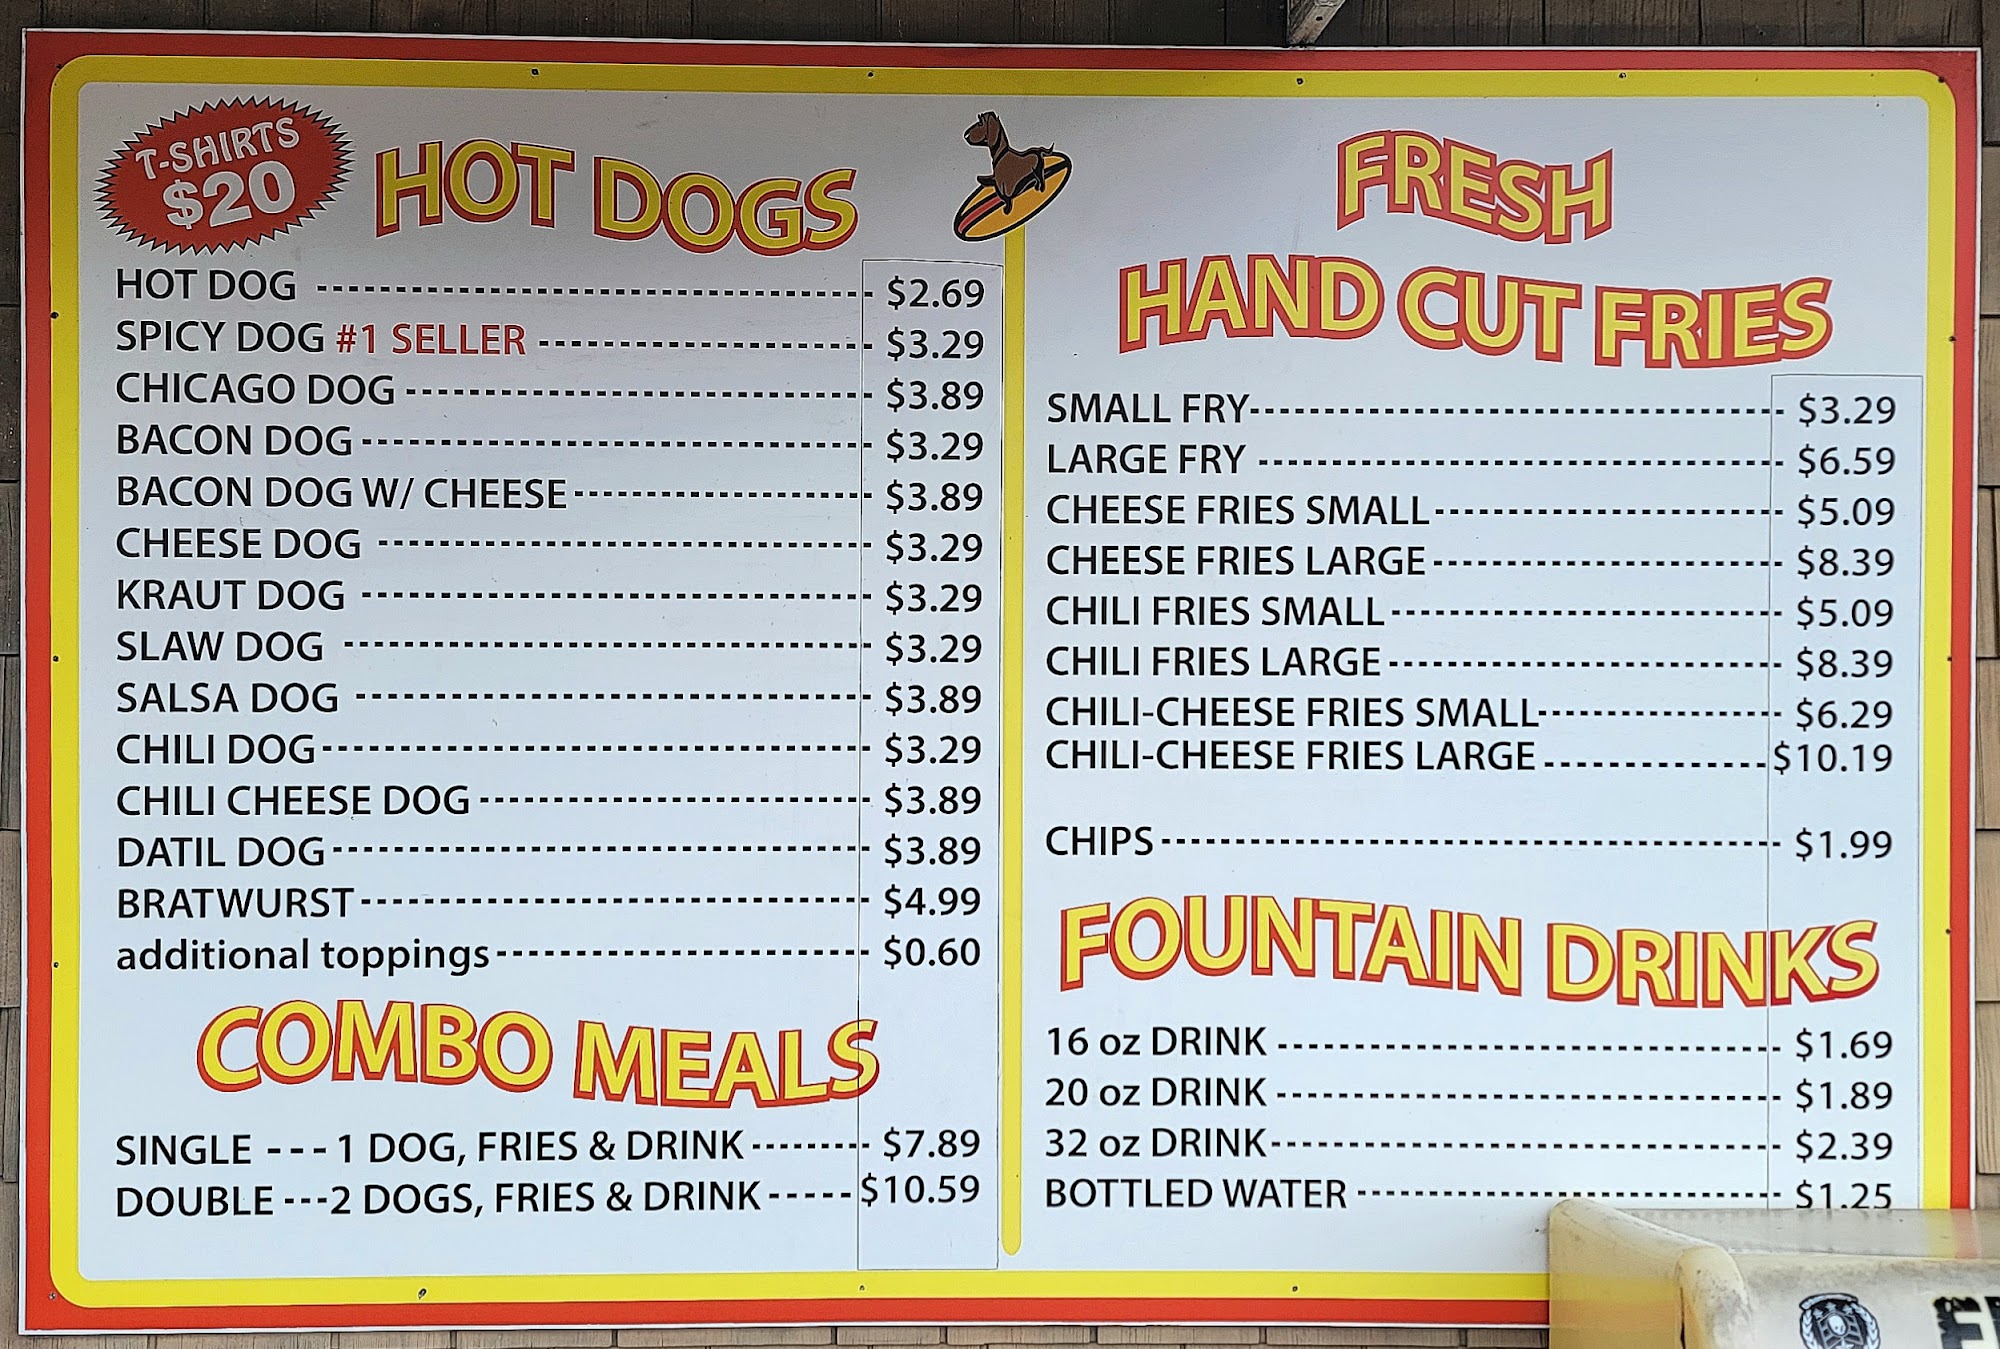 T-SHIRTS
$20
HOT DOGS
HOT DOG ---------- $2.69
SPICY DOG #1 SELLER ---------- $3.29
CHICAGO DOG ---------- $3.89
BACON DOG ---------- $3.29
BACON DOG W/ CHEESE ---------- $3.89
CHEESE DOG ---------- $3.29
KRAUT DOG ---------- $3.29
SLAW DOG ---------- $3.29
SALSA DOG ---------- $3.89
CHILI DOG ---------- $3.29
CHILI CHEESE DOG ---------- $3.89
DATIL DOG ---------- $3.89
BRATWURST ---------- $4.99
additional toppings ---------- $0.60
COMBO MEALS
SINGLE --- 1 DOG, FRIES & DRINK --------- $7.89
DOUBLE --- 2 DOGS, FRIES & DRINK ----- $10.59
FRESH
HAND CUT FRIES
SMALL FRY ---------- $3.29
LARGE FRY ---------- $6.59
CHEESE FRIES SMALL ---------- $5.09
CHEESE FRIES LARGE ---------- $8.39
CHILI FRIES SMALL ---------- $5.09
CHILI FRIES LARGE ---------- $8.39
CHILI-CHEESE FRIES SMALL ---------- $6.29
CHILI-CHEESE FRIES LARGE ---------- $10.19
CHIPS ---------- $1.99
FOUNTAIN DRINKS
16 oz DRINK ---------- $1.69
20 oz DRINK ---------- $1.89
32 oz DRINK ---------- $2.39
BOTTLED WATER ---------- $1.25